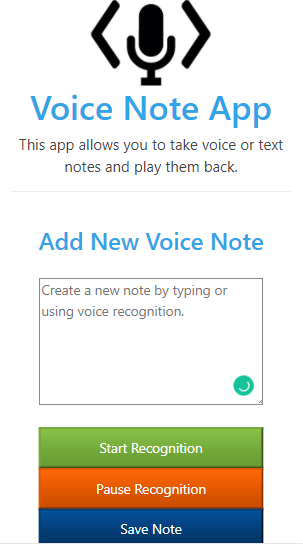 Voice Note App
This app allows you to take voice or text
notes and play them back.
Add New Voice Note
Create a new note by typing or
using voice recognition.
Start Recognition
Pause Recognition
Save Note